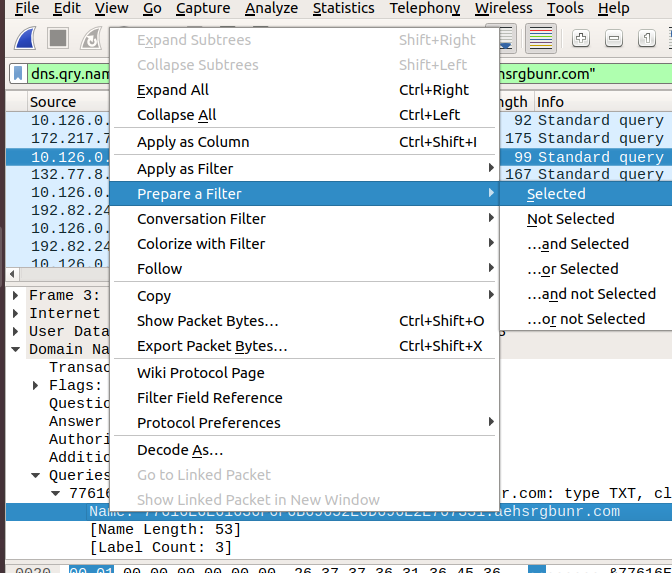 File Edit View Go Capture Analyze Statistics Telephony Wireless Tools Help
Expand Subtrees Shift+Right
Collapse Subtrees Shift+Left
Expand All Ctrl+Right
Collapse All Ctrl+Left
Apply as Column Ctrl+Shift+I
Apply as Filter
Prepare a Filter
Conversation Filter
Colorize with Filter
Follow
Copy
Show Packet Bytes… Ctrl+Shift+O
Export Packet Bytes… Ctrl+Shift+X
Wiki Protocol Page
Filter Field Reference
Protocol Preferences
Decode As…
Go to Linked Packet
Show Linked Packet in New Window
Selected
Not Selected
…and Selected
…or Selected
…and not Selected
…or not Selected
dns.qry.nam hsrgbunr.com"
Source ngth Info
10.126.0. 92 Standard query
172.217.7 175 Standard query
10.126.0. 99 Standard query
132.77.8. 167 Standard query
10.126.0.
192.82.24
10.126.0.
192.82.24
10.126.0.
Frame 3:
Internet
User Data
Domain Na
Transac
Flags:
Questio
Answer
Authori
Additio
Queries
77616 nr.com: type TXT, cl
Name: aehsrgbunr.com
[Name Length: 53]
[Label Count: 3]
0020 00 01 00 00 00 00 00 00 26 37 37 36 31 36 45 36 &77616E